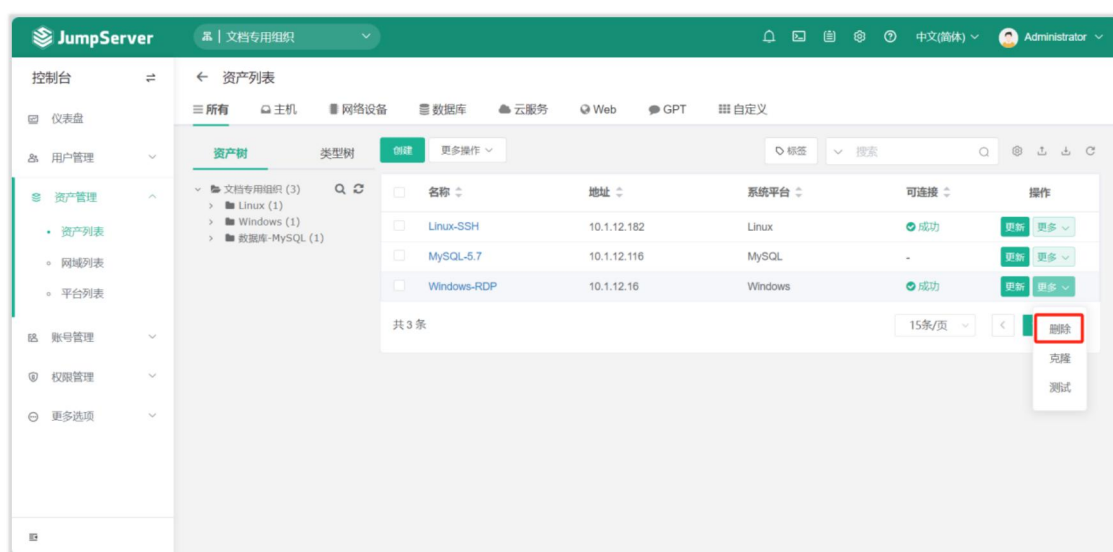 JumpServer 文档专用组织 中文(简体) Administrator
控制台 资产列表
所有 主机 网络设备 数据库 云服务 Web GPT 自定义
仪表盘
用户管理 资产树 类型树 创建 更多操作 标签 搜索
资产管理 文档专用组织 (3) 名称 地址 系统平台 可连接 操作
Linux (1)
Windows (1) Linux-SSH 10.1.12.182 Linux 成功 更新 更多
资产列表 数据库-MySQL (1)
网域列表 MySQL-5.7 10.1.12.116 MySQL - 更新 更多
平台列表 Windows-RDP 10.1.12.16 Windows 成功 更新 更多
账号管理 共 3 条 15条/页 删除
克隆
权限管理 测试
更多选项